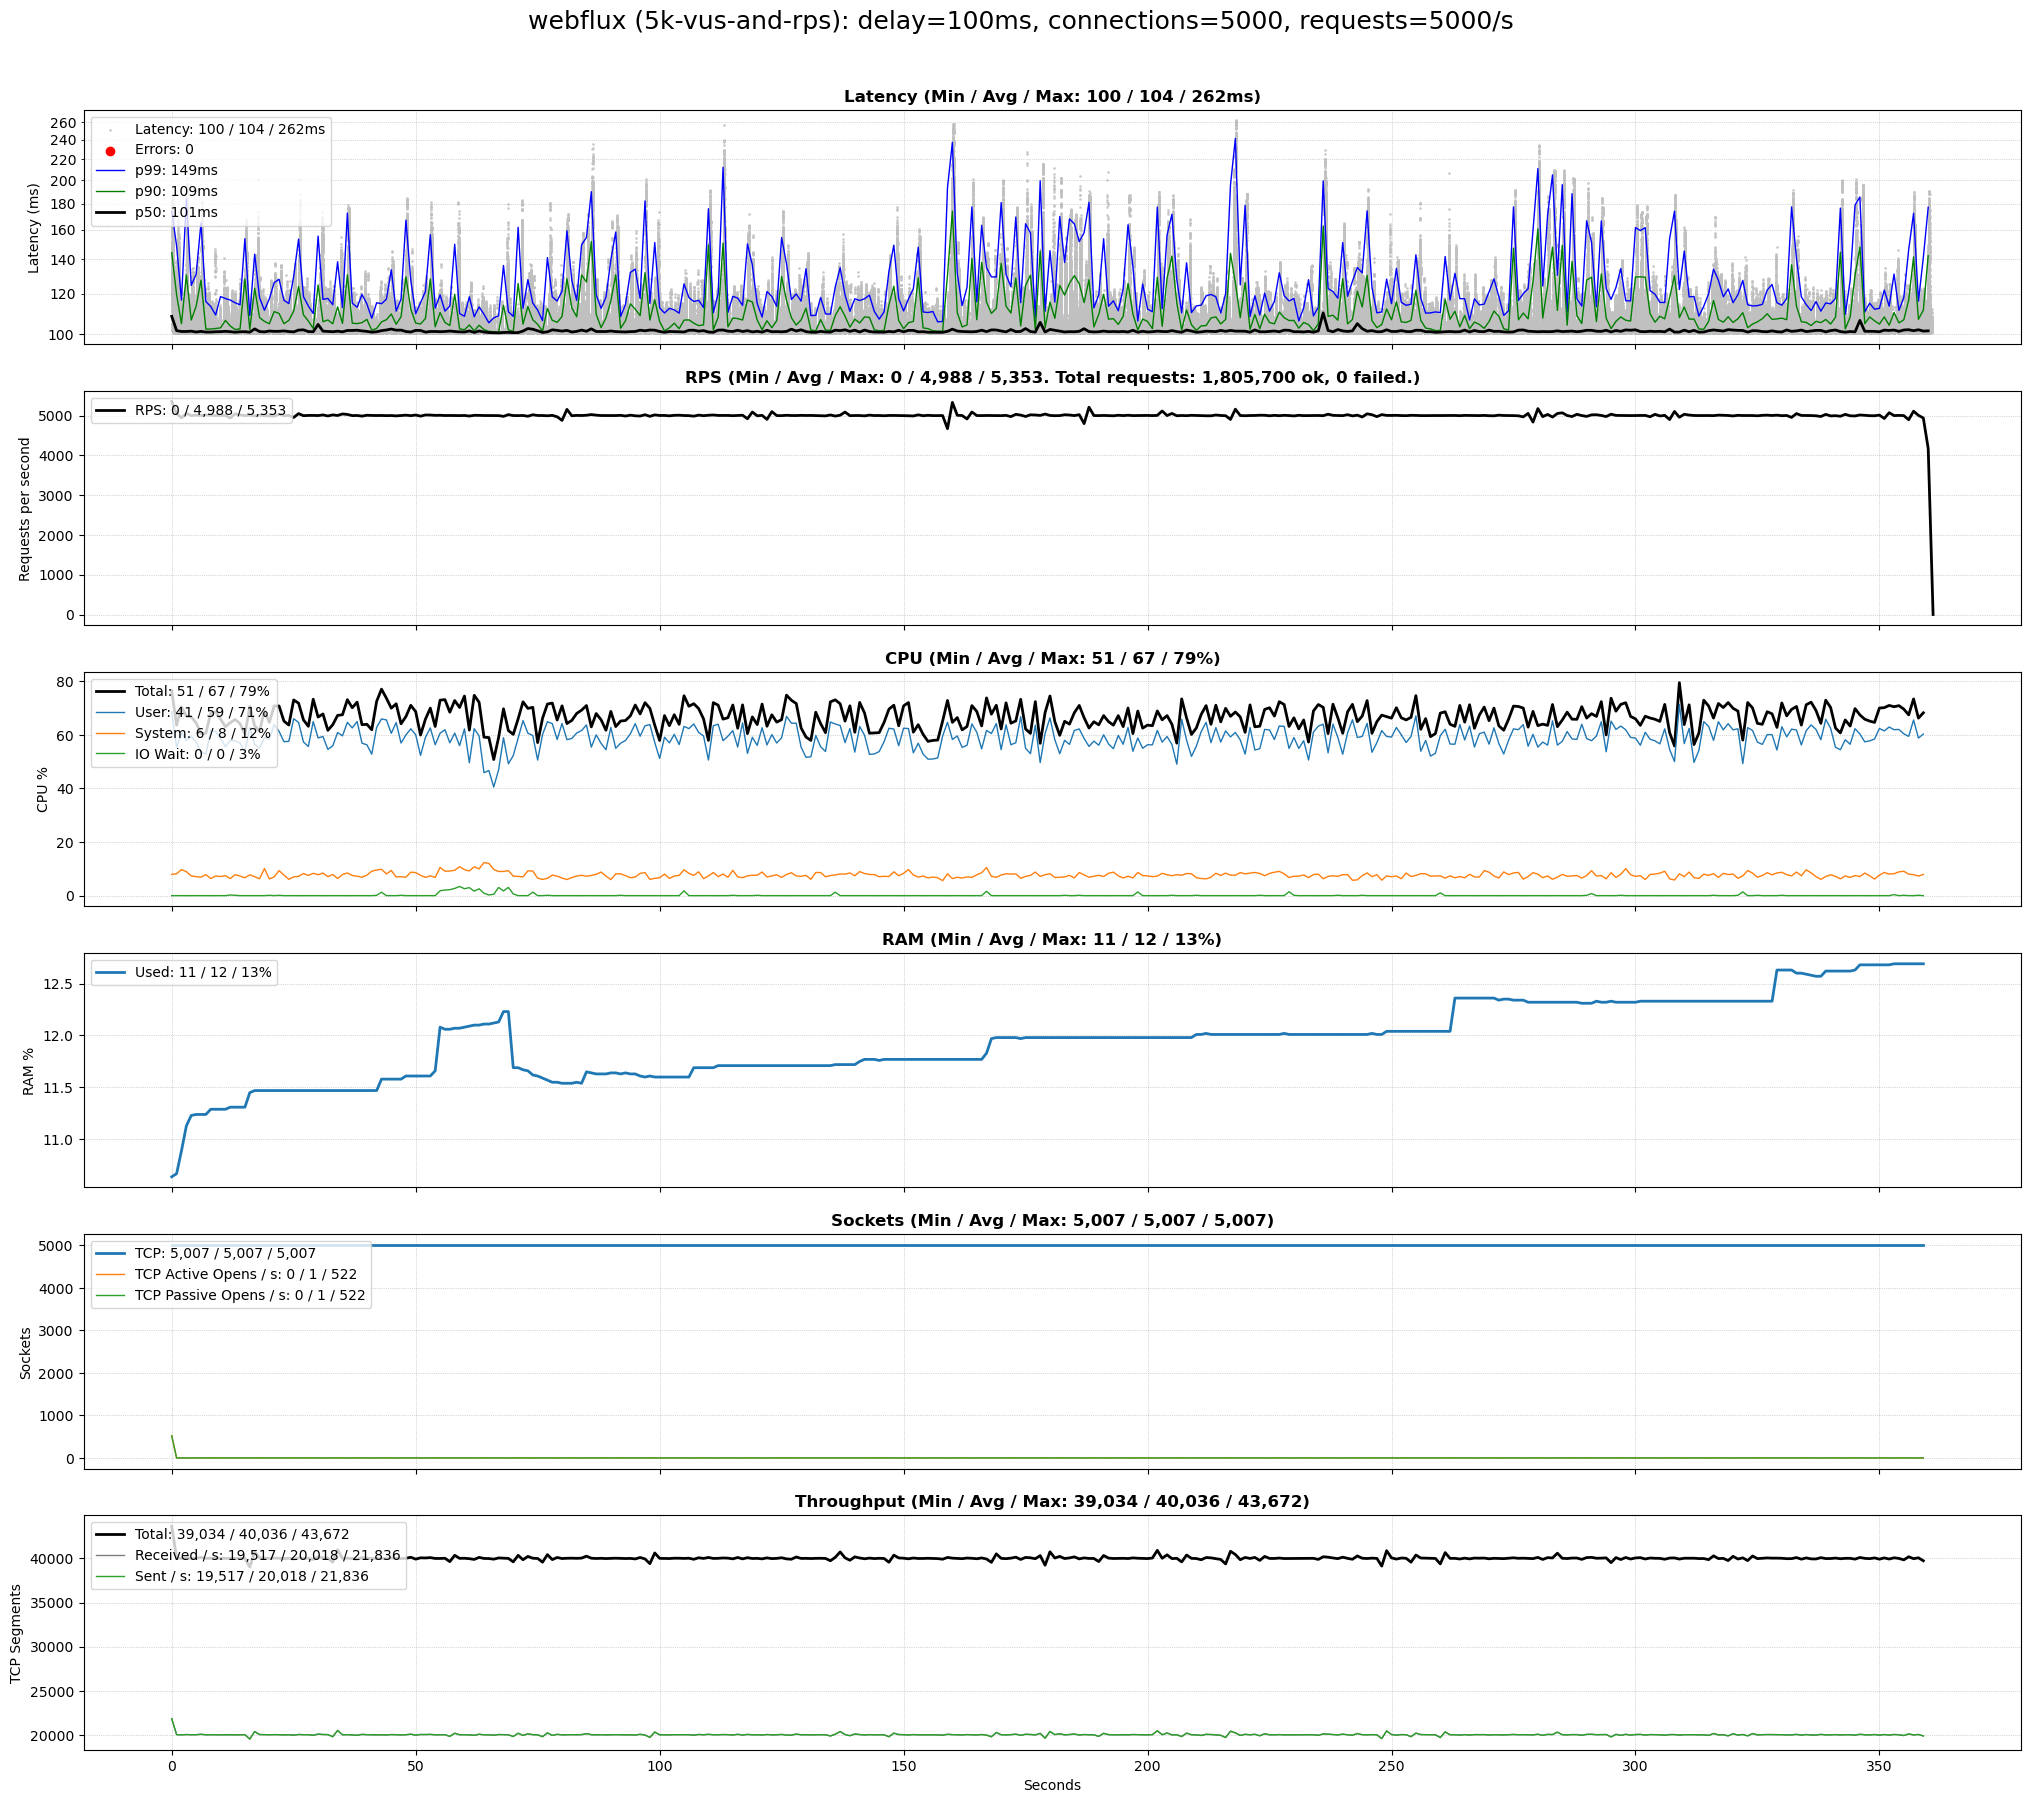 webflux (5k-vus-and-rps): delay=100ms, connections=5000, requests=5000/s
Latency (Min / Avg / Max: 100 / 104 / 262ms)
Latency (ms)
260
240
220
200
180
160
140
120
100
Latency: 100 / 104 / 262ms
Errors: 0
p99: 149ms
p90: 109ms
p50: 101ms
RPS (Min / Avg / Max: 0 / 4,988 / 5,353. Total requests: 1,805,700 ok, 0 failed.)
Requests per second
5000
4000
3000
2000
1000
0
RPS: 0 / 4,988 / 5,353
CPU (Min / Avg / Max: 51 / 67 / 79%)
CPU %
80
60
40
20
0
Total: 51 / 67 / 79%
User: 41 / 59 / 71%
System: 6 / 8 / 12%
IO Wait: 0 / 0 / 3%
RAM (Min / Avg / Max: 11 / 12 / 13%)
RAM %
12.5
12.0
11.5
11.0
Used: 11 / 12 / 13%
Sockets (Min / Avg / Max: 5,007 / 5,007 / 5,007)
Sockets
5000
4000
3000
2000
1000
0
TCP: 5,007 / 5,007 / 5,007
TCP Active Opens / s: 0 / 1 / 522
TCP Passive Opens / s: 0 / 1 / 522
Throughput (Min / Avg / Max: 39,034 / 40,036 / 43,672)
TCP Segments
40000
35000
30000
25000
20000
Total: 39,034 / 40,036 / 43,672
Received / s: 19,517 / 20,018 / 21,836
Sent / s: 19,517 / 20,018 / 21,836
0 50 100 150 200 250 300 350
Seconds